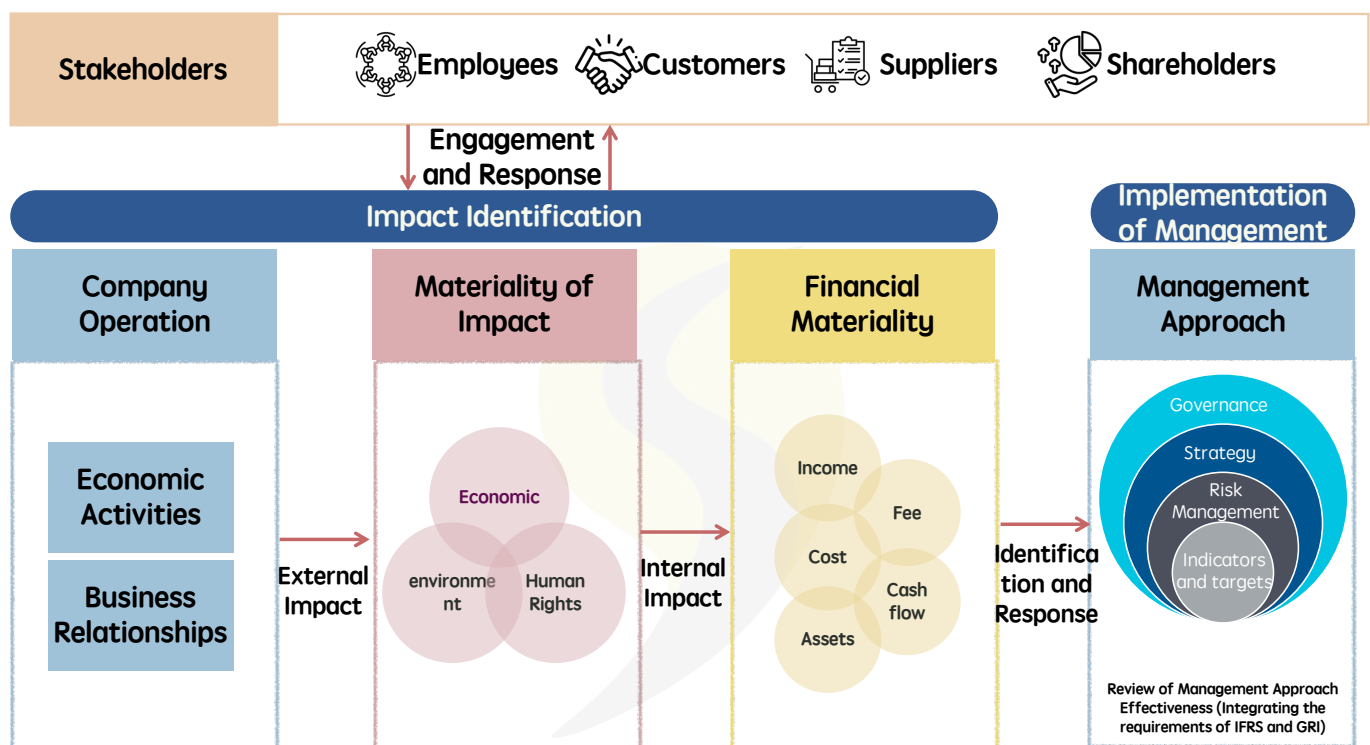 Stakeholders
Employees
Customers
Suppliers
Shareholders
Engagement
and Response
Impact Identification
Implementation
of Management
Company
Operation
Materiality of
Impact
Financial
Materiality
Management
Approach
Economic
Activities
Business
Relationships
External
Impact
Economic
environme
nt
Human
Rights
Internal
Impact
Income
Fee
Cost
Cash
flow
Assets
Identifica
tion and
Response
Governance
Strategy
Risk
Management
Indicators
and targets
Review of Management Approach
Effectiveness (Integrating the
requirements of IFRS and GRI)